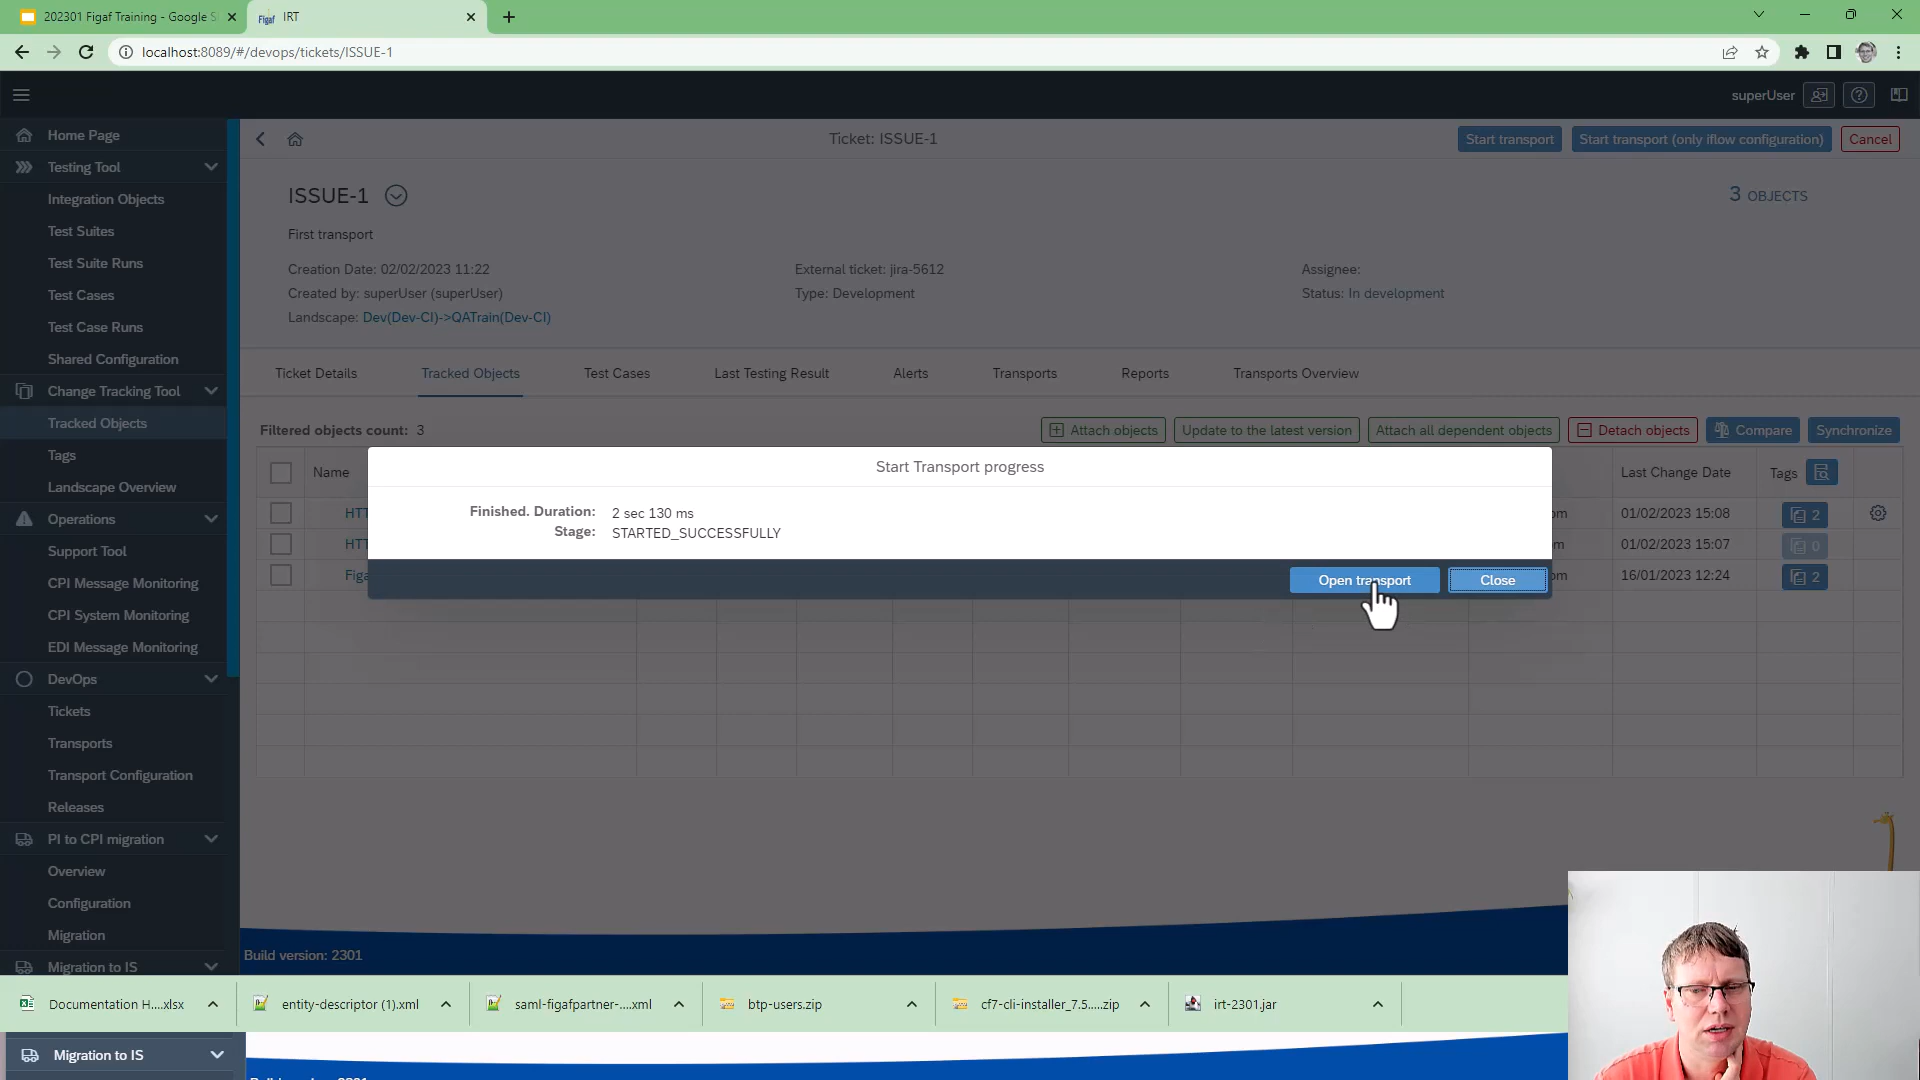 202301 Figaf Training - Google S
Figaf IRT
localhost:8089/#/devops/tickets/ISSUE-1
superUser
Home Page
Testing Tool
Integration Objects
Test Suites
Test Suite Runs
Test Cases
Test Case Runs
Shared Configuration
Change Tracking Tool
Tracked Objects
Tags
Landscape Overview
Operations
Support Tool
CPI Message Monitoring
CPI System Monitoring
EDI Message Monitoring
DevOps
Tickets
Transports
Transport Configuration
Releases
PI to CPI migration
Overview
Configuration
Migration
Migration to IS
Ticket: ISSUE-1
Start transport
Start transport (only iflow configuration)
Cancel
ISSUE-1
3 OBJECTS
First transport
Creation Date: 02/02/2023 11:22
External ticket: jira-5612
Assignee:
Created by: superUser (superUser)
Type: Development
Status: In development
Landscape: Dev(Dev-CI)->QATrain(Dev-CI)
Ticket Details
Tracked Objects
Test Cases
Last Testing Result
Alerts
Transports
Reports
Transports Overview
Filtered objects count: 3
Attach objects
Update to the latest version
Attach all dependent objects
Detach objects
Compare
Synchronize
Name
Last Change Date
Tags
HTT
om
01/02/2023 15:08
2
HTT
m
01/02/2023 15:07
0
Figa
om
16/01/2023 12:24
2
Start Transport progress
Finished. Duration: 2 sec 130 ms
Stage: STARTED_SUCCESSFULLY
Open transport
Close
Build version: 2301
Documentation H....xlsx
entity-descriptor (1).xml
saml-figafpartner-....xml
btp-users.zip
cf7-cli-installer_7.5.....zip
irt-2301.jar
Migration to IS